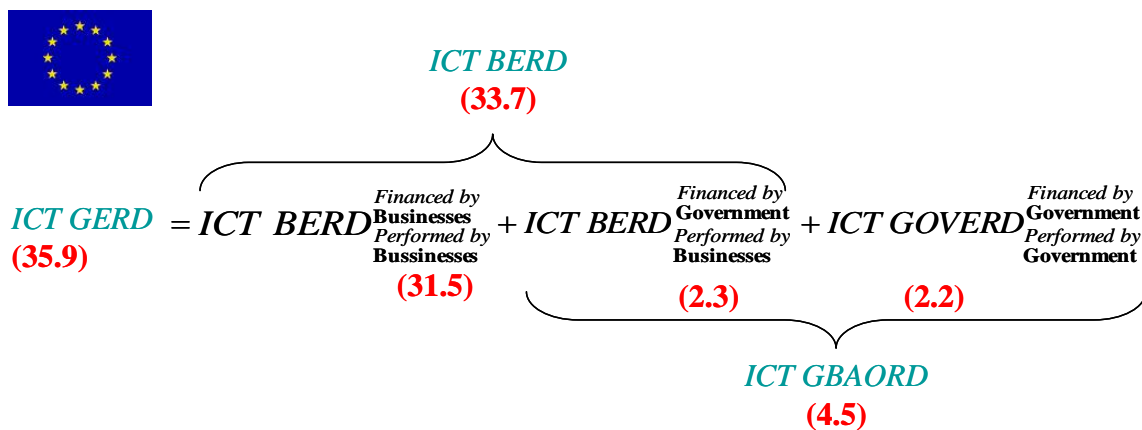 ICT BERD
(33.7)
ICT GERD = ICT BERD Financed by Businesses Performed by Bussinesses + ICT BERD Financed by Government Performed by Businesses + ICT GOVERD Financed by Government Performed by Government
(35.9)
(31.5) (2.3) (2.2)
ICT GBAORD
(4.5)